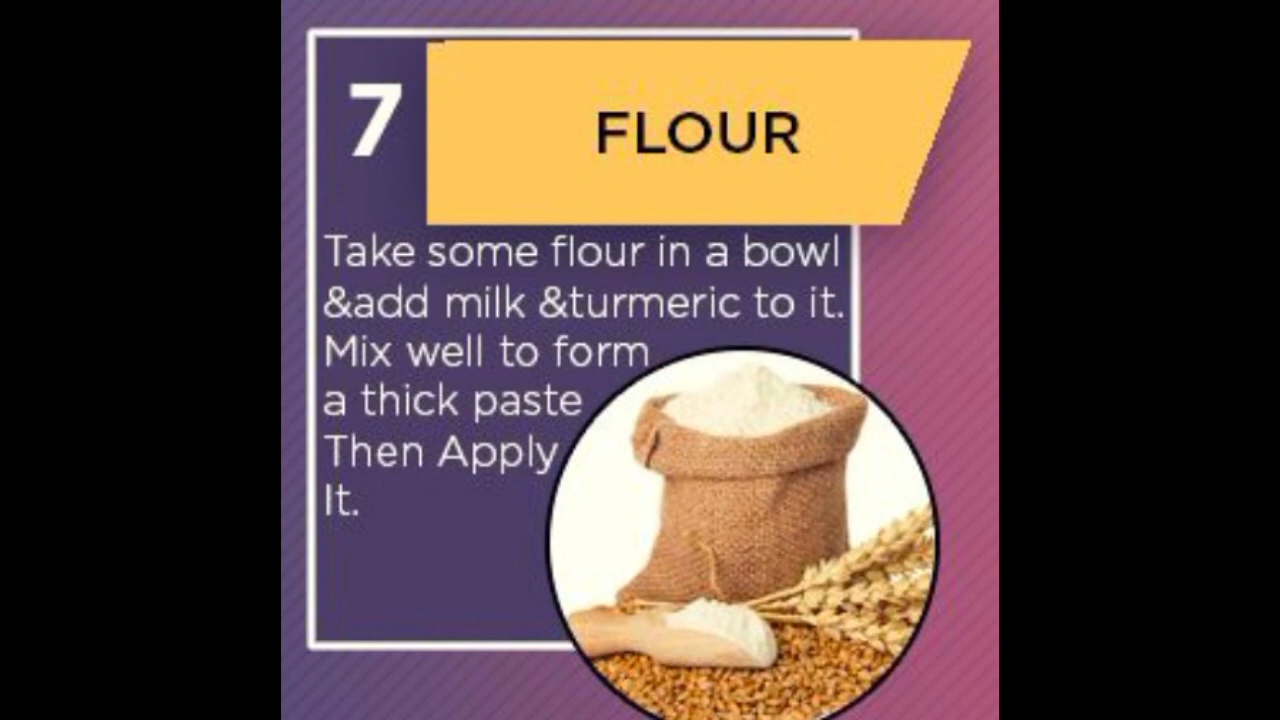 7
FLOUR
Take some flour in a bowl
&add milk &turmeric to it.
Mix well to form
a thick paste
Then Apply
It.